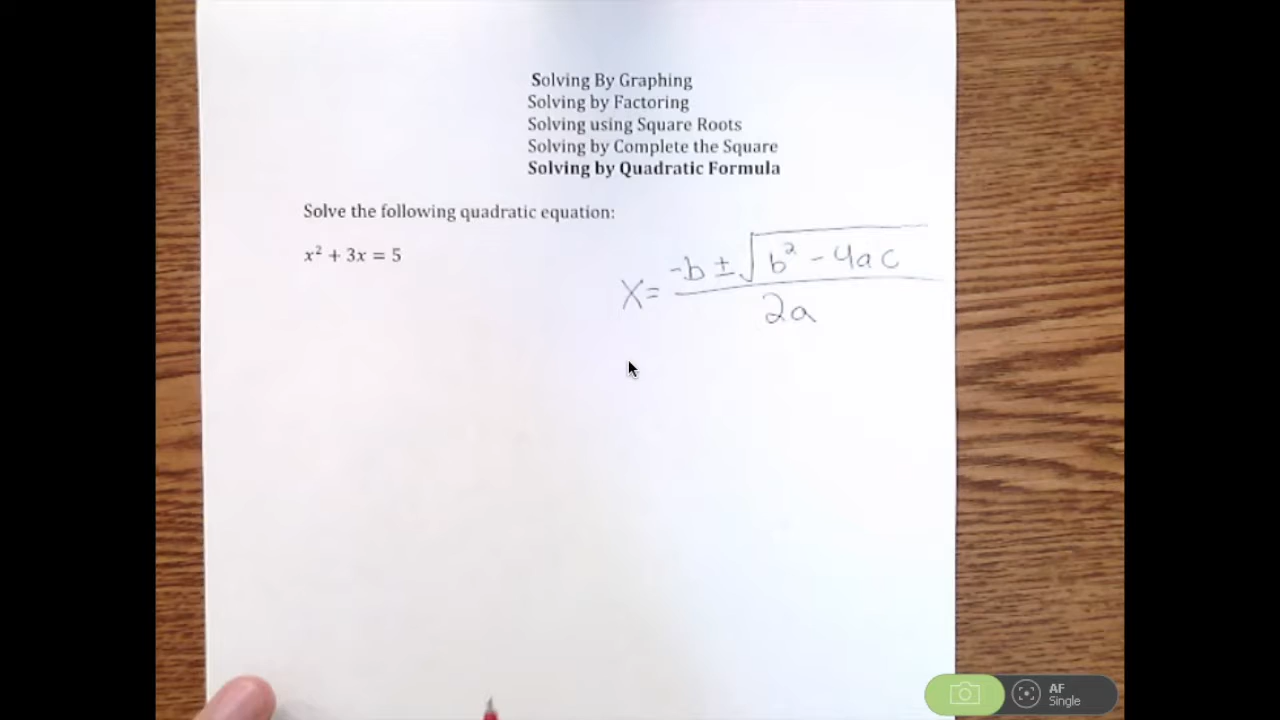 Solving By Graphing
Solving by Factoring
Solving using Square Roots
Solving by Complete the Square
Solving by Quadratic Formula
Solve the following quadratic equation:
x² + 3x = 5
x = (-b ± √(b² - 4ac)) / 2a
AF
Single